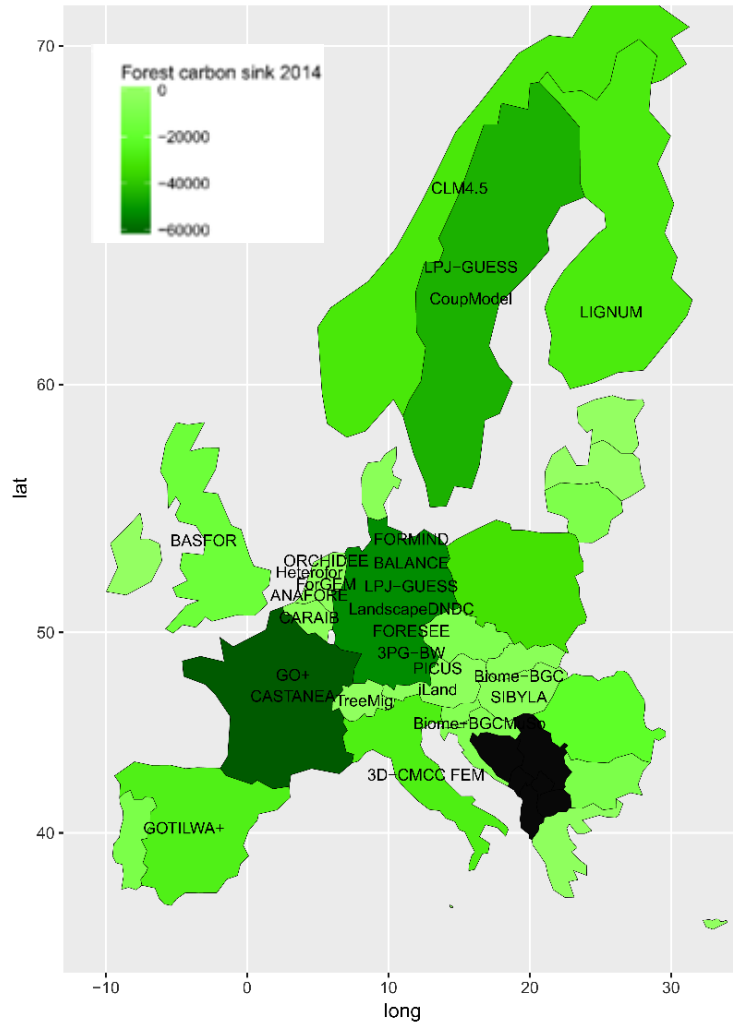 70
Forest carbon sink 2014
0
−20000
−40000
−60000
CLM4.5
LPJ−GUESS
CoupModel
LIGNUM
60
lat
BASFOR
FORMIND
ORCHIDEE
BALANCE
Heterofor
ForGEM
LPJ−GUESS
ANAFORE
LandscapeDNDC
CARAIB
FORESEE
50
3PG−BW
PICUS
GO+
Biome−BGC
iLand
CASTANEA
TreeMig
SIBYLA
Biome−BGCMuSo
3D−CMCC FEM
GOTILWA+
40
−10
0
10
20
30
long